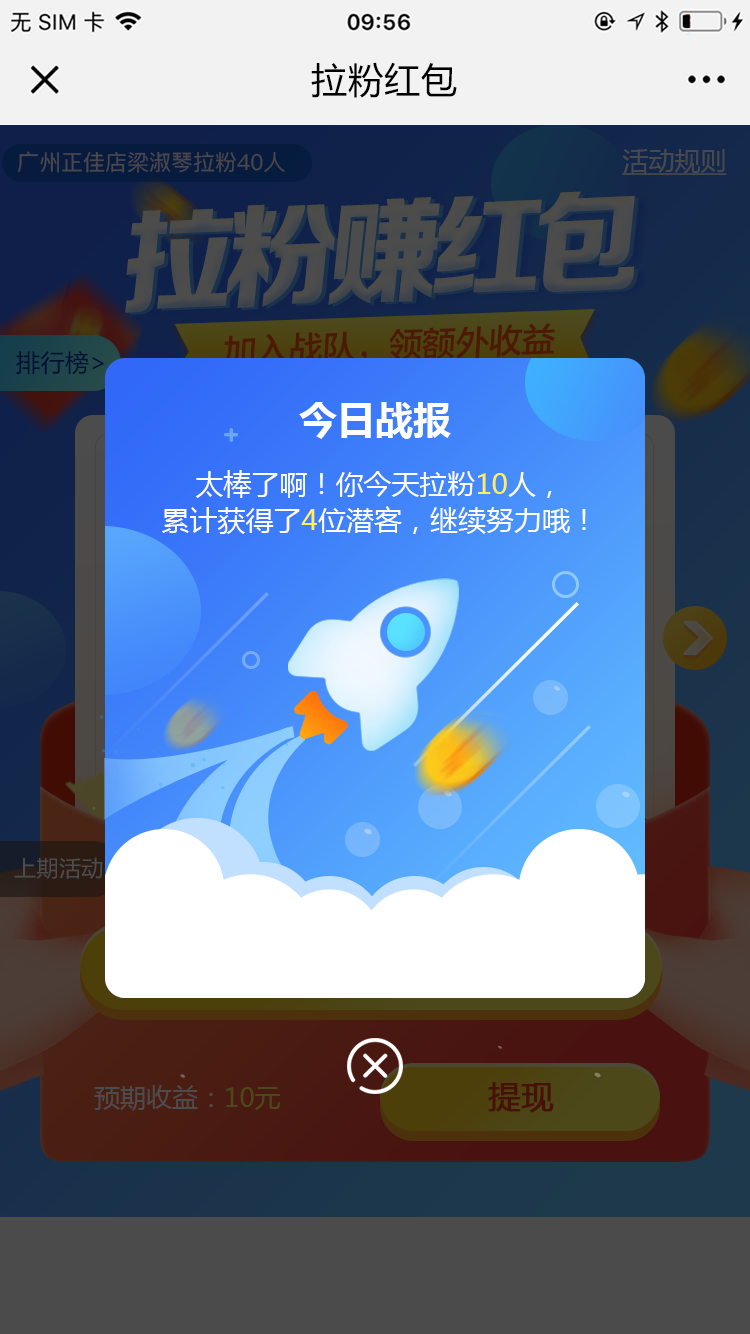 无 SIM 卡
09:56
拉粉红包
广州正佳店梁淑琴拉粉40人
活动规则
拉粉赚红包
加入战队，领额外收益
排行榜>
今日战报
太棒了啊！你今天拉粉10人，
累计获得了4位潜客，继续努力哦！
上期活动
预期收益：10元
提现